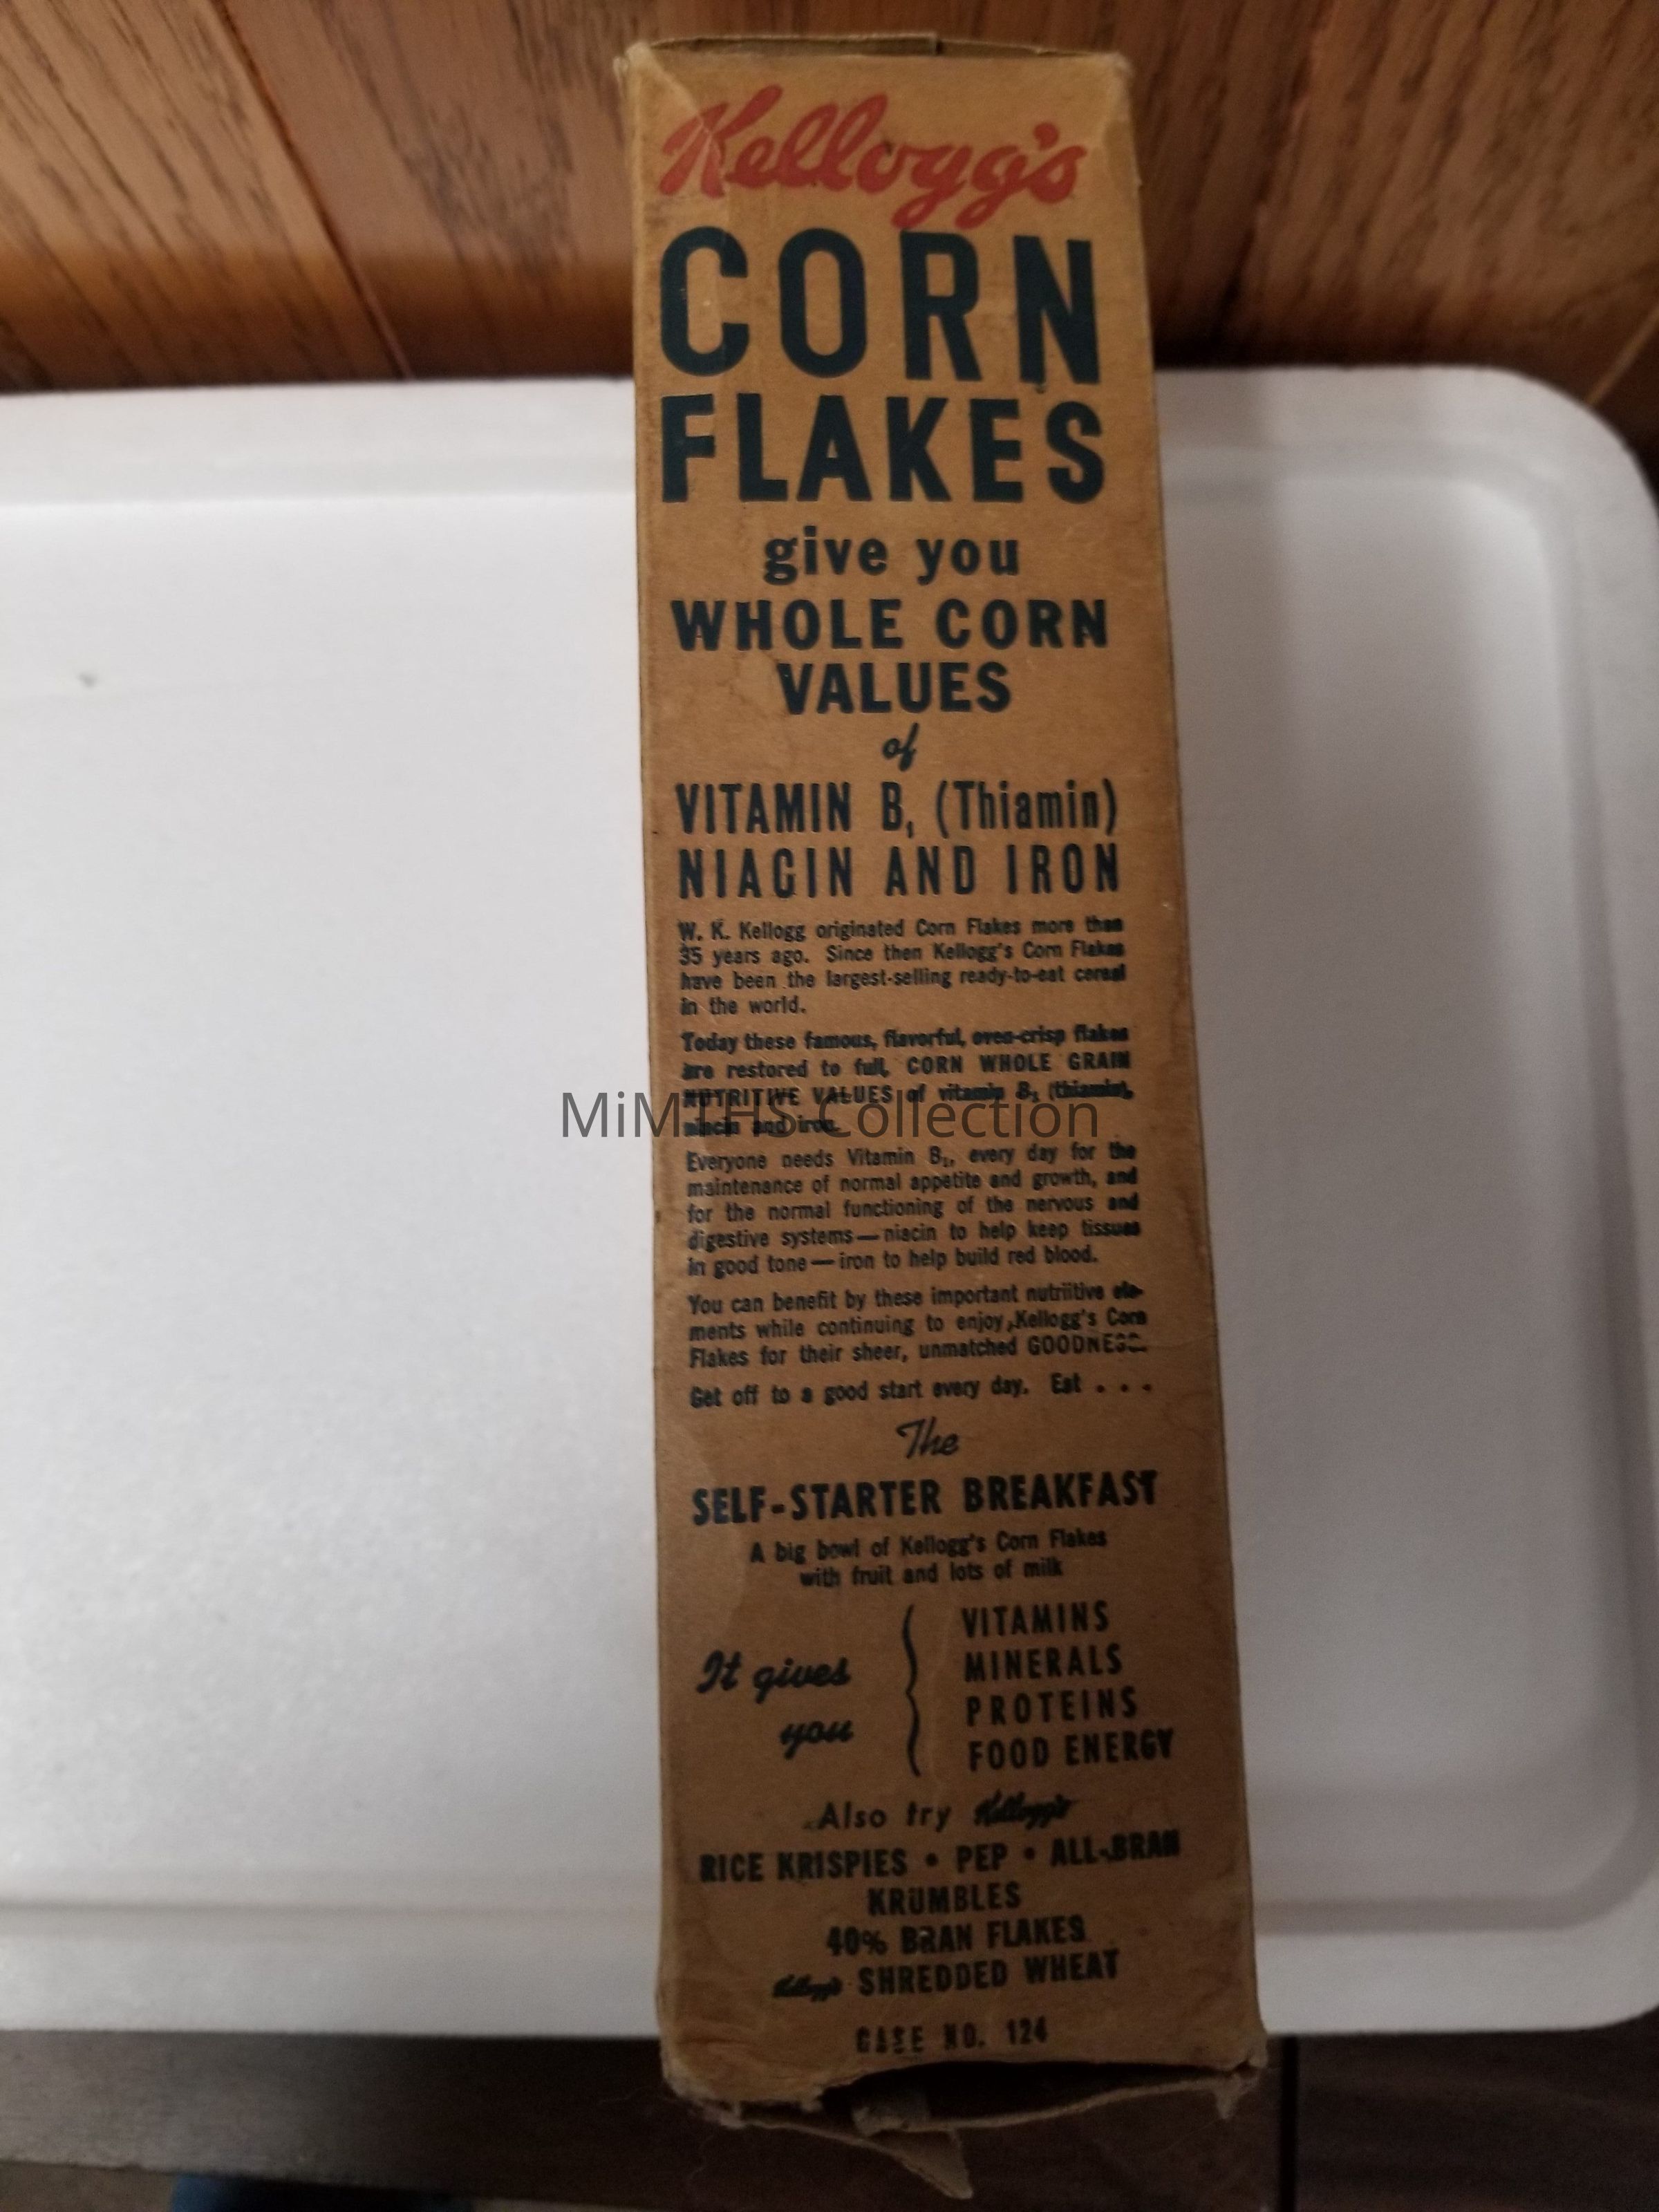 Kellogg's
CORN
FLAKES
give you
WHOLE CORN
VALUES
of
VITAMIN B₁ (Thiamin)
NIACIN AND IRON
W. K. Kellogg originated Corn Flakes more than
35 years ago. Since then Kellogg's Corn Flakes
have been the largest-selling ready-to-eat cereal
in the world.
Today these famous, flavorful, oven-crisp flakes
are restored to full, CORN WHOLE GRAIN
NUTRITIVE VALUES of vitamin B₁ (thiamin),
niacin and iron.
MiMTHS Collection
Everyone needs Vitamin B₁, every day for the
maintenance of normal appetite and growth, and
for the normal functioning of the nervous and
digestive systems—niacin to help keep tissues
in good tone—iron to help build red blood.
You can benefit by these important nutriitive ele-
ments while continuing to enjoy Kellogg's Corn
Flakes for their sheer, unmatched GOODNESS.
Get off to a good start every day. Eat . . .
The
SELF-STARTER BREAKFAST
A big bowl of Kellogg's Corn Flakes
with fruit and lots of milk
It gives
you
VITAMINS
MINERALS
PROTEINS
FOOD ENERGY
Also try Kellogg's
RICE KRISPIES • PEP • ALL-BRAN
KRUMBLES
40% BRAN FLAKES
Kellogg's SHREDDED WHEAT
CASE NO. 124